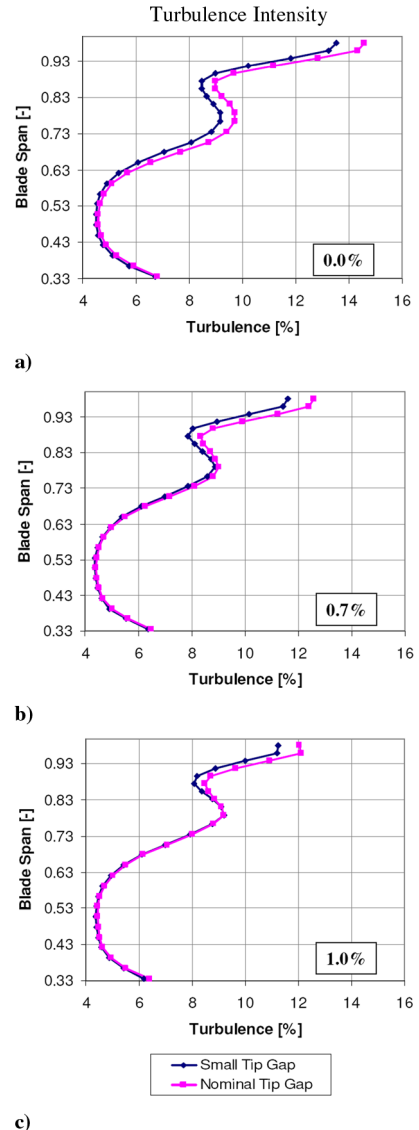 Turbulence Intensity
a)
Blade Span [-]
0.93
0.83
0.73
0.63
0.53
0.43
0.33
0.0%
4 6 8 10 12 14 16
Turbulence [%]
b)
Blade Span [-]
0.93
0.83
0.73
0.63
0.53
0.43
0.33
0.7%
4 6 8 10 12 14 16
Turbulence [%]
Blade Span [-]
0.93
0.83
0.73
0.63
0.53
0.43
0.33
1.0%
4 6 8 10 12 14 16
Turbulence [%]
Small Tip Gap
Nominal Tip Gap
c)